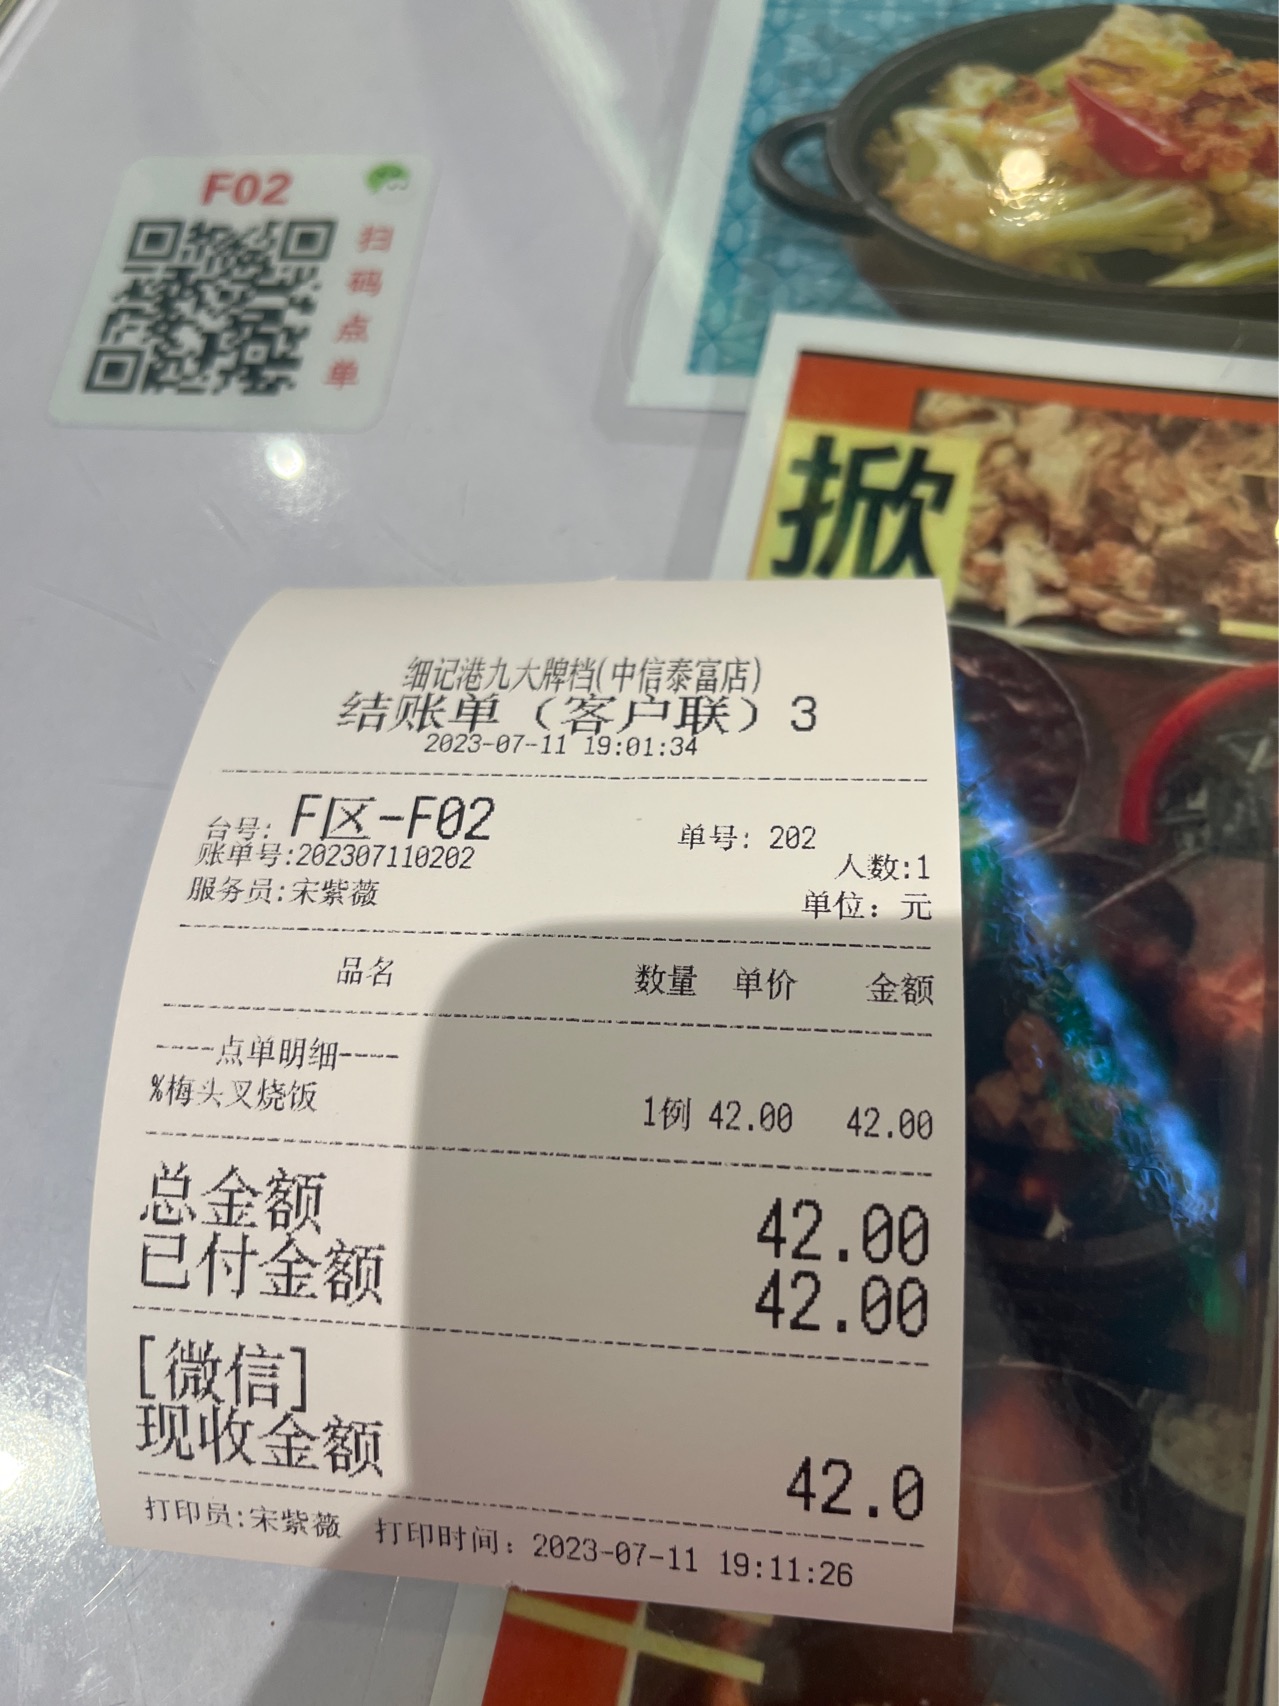 F02
扫码点单
掀
细记港九大牌档(中信泰富店)
结账单（客户联）3
2023-07-11 19:01:34
台号: F区-F02 单号: 202
账单号:202307110202 人数:1
服务员:宋紫薇 单位：元
品名 数量 单价 金额
----点单明细----
%梅头叉烧饭 1例 42.00 42.00
总金额 42.00
已付金额 42.00
[微信]
现收金额 42.0
打印员:宋紫薇 打印时间：2023-07-11 19:11:26